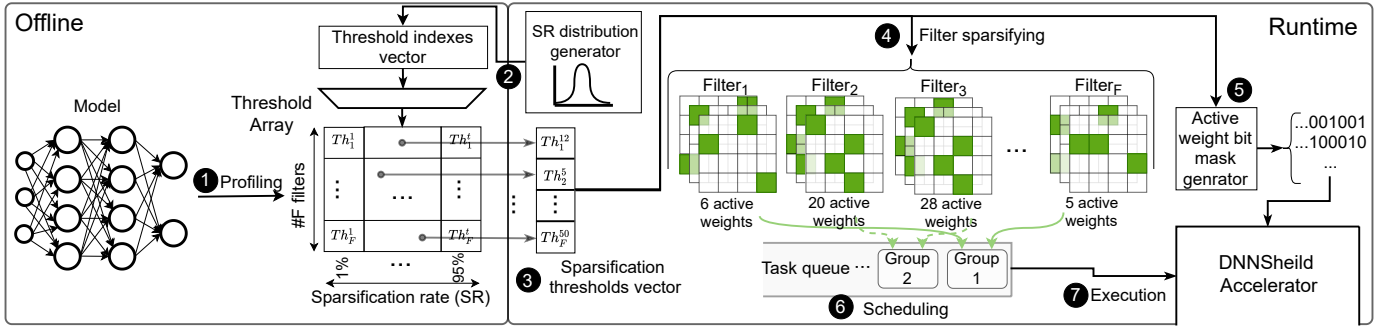 Offline
Runtime
Threshold indexes
vector
2
SR distribution
generator
4
Filter sparsifying
Model
Threshold
Array
1
Profiling
#F filters
Th_1^1
Th_1^t
...
...
...
Th_F^1
Th_F^t
1%
...
95%
Sparsification rate (SR)
Th_1^12
Th_2^5
...
...
Th_F^50
3
Sparsification
thresholds vector
Filter_1
Filter_2
Filter_3
Filter_F
...
6 active
weights
20 active
weights
28 active
weights
5 active
weights
5
Active
weight bit
mask
genrator
...001001
...100010
...
Task queue ...
Group
2
Group
1
6
Scheduling
7
Execution
DNNSheild
Accelerator